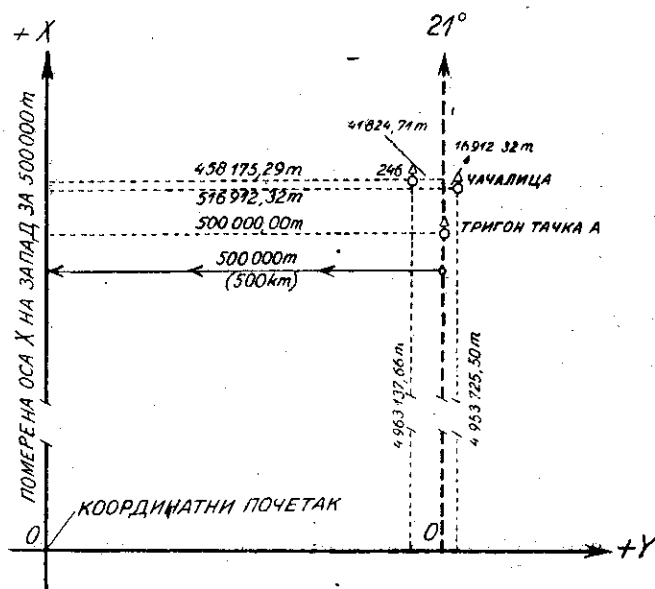 +X
21°
41824,71m
16912 32m
458 175,29m
246
ЧАЧАЛИЦА
516 912,32m
500 000,00m
ТРИГОН ТАЧКА А
500 000m
(500km)
ПОМЕРЕНА ОСА X НА ЗАПАД ЗА 500 000m
4 963 137,66m
4 953 725,50m
КООРДИНАТНИ ПОЧЕТАК
0
0
+Y